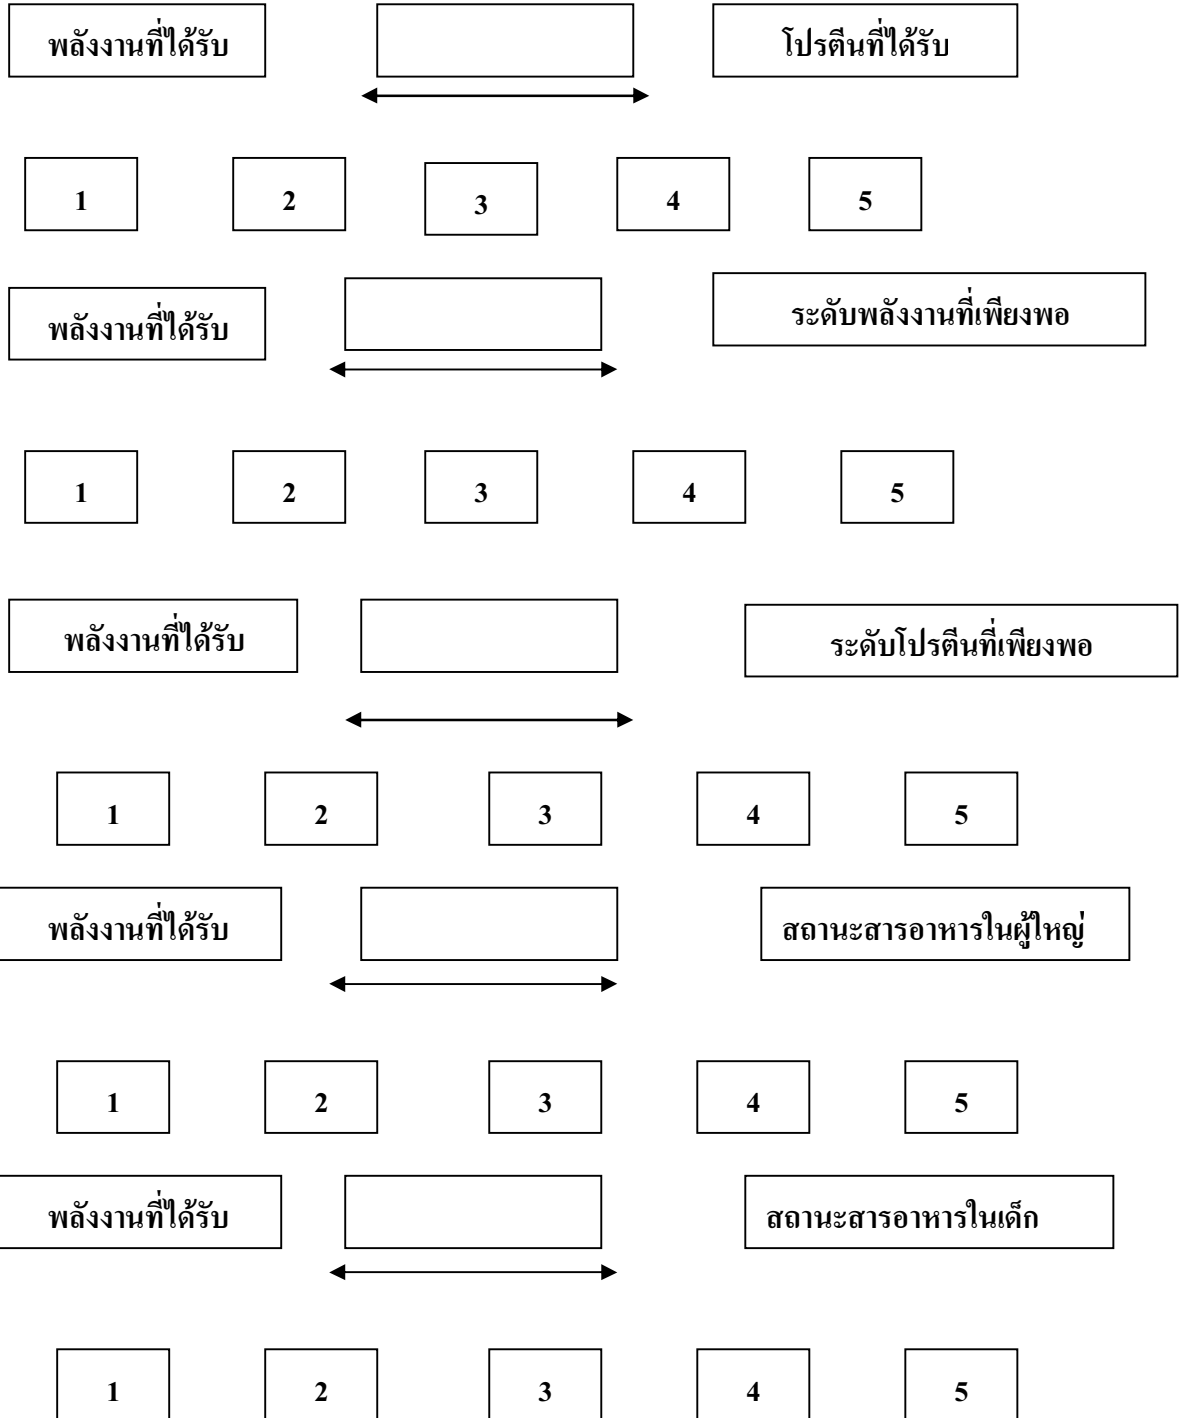 พลังงานที่ได้รับ โปรตีนที่ได้รับ
1 2 3 4 5
พลังงานที่ได้รับ ระดับพลังงานที่เพียงพอ
1 2 3 4 5
พลังงานที่ได้รับ ระดับโปรตีนที่เพียงพอ
1 2 3 4 5
พลังงานที่ได้รับ สถานะสารอาหารในผู้ใหญ่
1 2 3 4 5
พลังงานที่ได้รับ สถานะสารอาหารในเด็ก
1 2 3 4 5